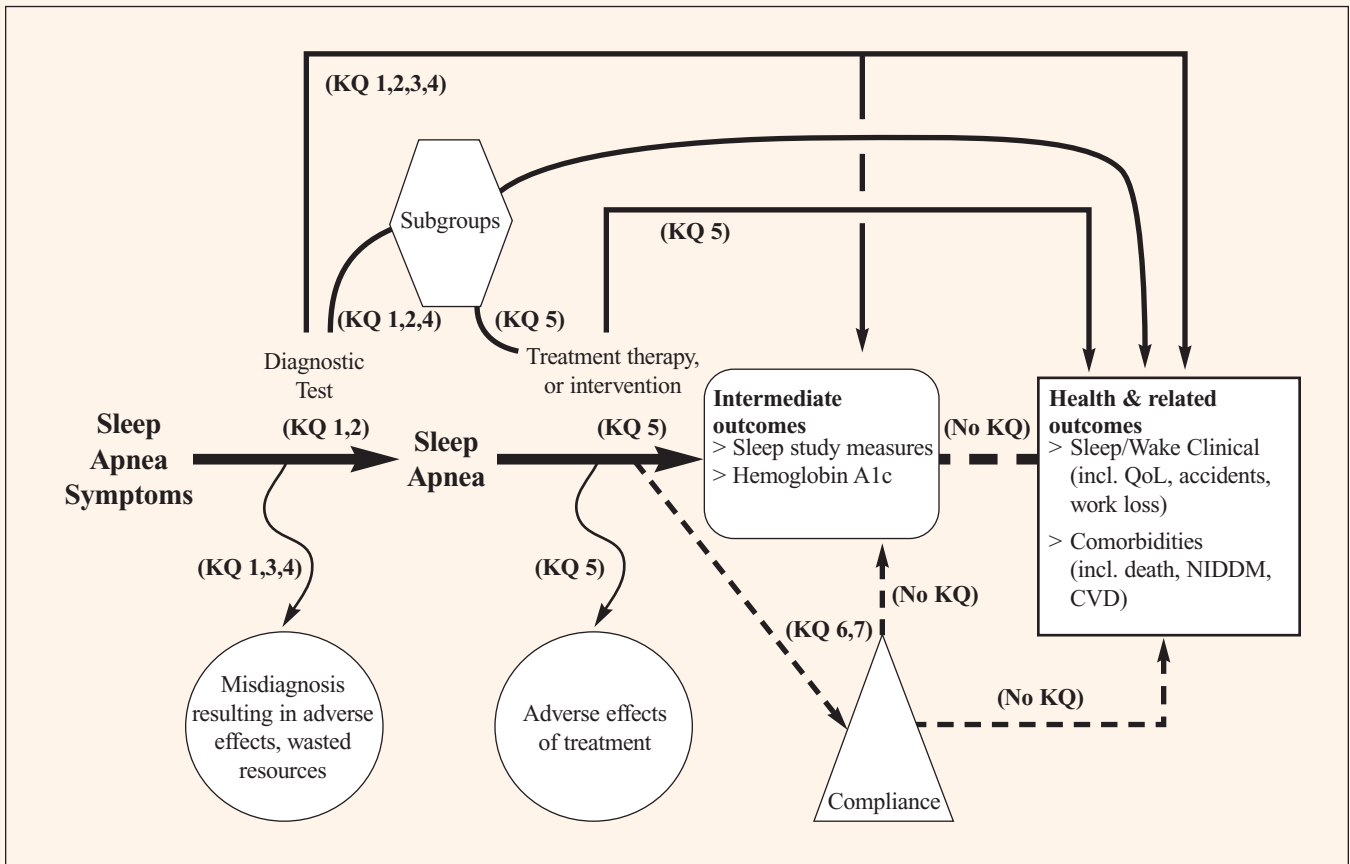 (KQ 1,2,3,4)
Subgroups
(KQ 5)
(KQ 1,2,4)
(KQ 5)
Diagnostic
Test
Treatment therapy,
or intervention
Sleep
Apnea
Symptoms
(KQ 1,2)
Sleep
Apnea
(KQ 5)
Intermediate
outcomes
> Sleep study measures
> Hemoglobin A1c
(No KQ)
Health & related
outcomes
> Sleep/Wake Clinical
(incl. QoL, accidents,
work loss)
> Comorbidities
(incl. death, NIDDM,
CVD)
(KQ 1,3,4)
(KQ 5)
(No KQ)
(KQ 6,7)
(No KQ)
Misdiagnosis
resulting in adverse
effects, wasted
resources
Adverse effects
of treatment
Compliance